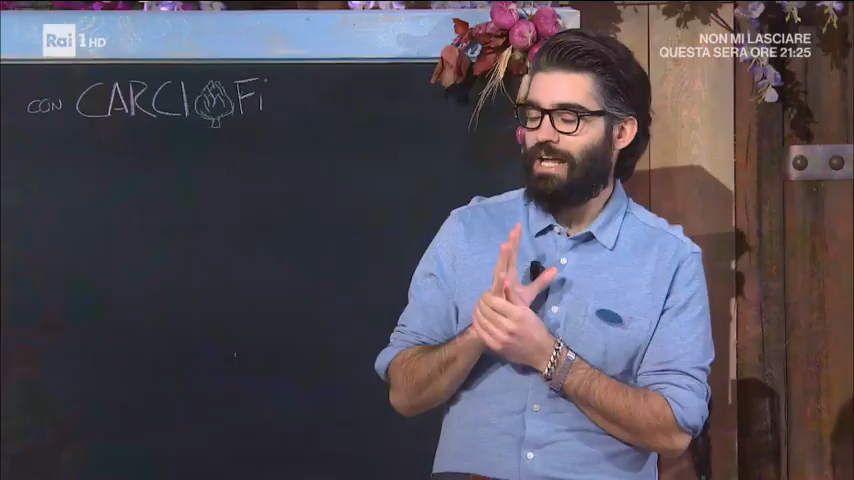 Rai 1 HD
NON MI LASCIARE
QUESTA SERA ORE 21:25
CON CARCIOFi